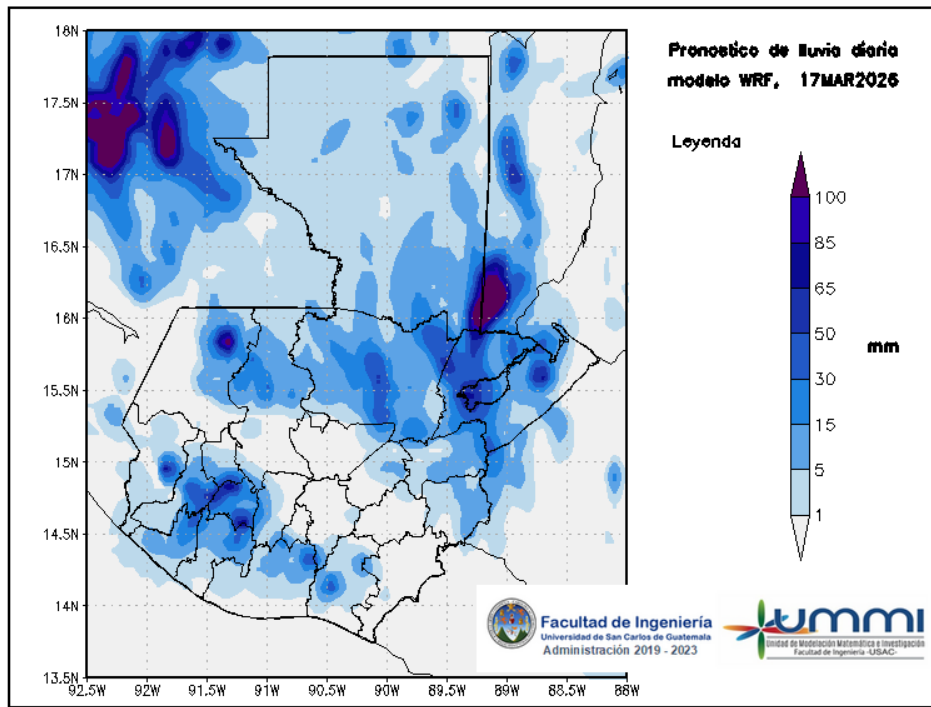 Pronostico de lluvia diaria
modelo WRF, 17MAR2026
Leyenda
100
85
65
50
30
15
5
1
mm
18N
17.5N
17N
16.5N
16N
15.5N
15N
14.5N
14N
13.5N
92.5W 92W 91.5W 91W 90.5W 90W 89.5W 89W 88.5W 88W
Facultad de Ingeniería
Universidad de San Carlos de Guatemala
Administración 2019 - 2023
UMMI
Unidad de Modelación Matemática e Investigación
Facultad de Ingeniería -USAC-